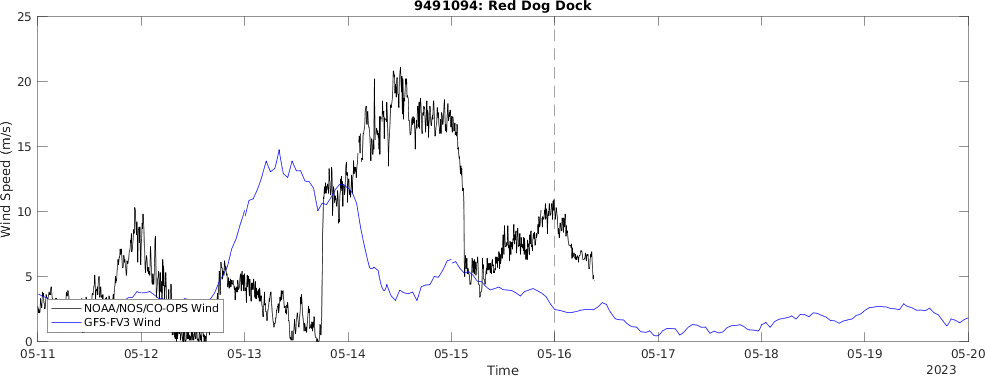 9491094: Red Dog Dock
Wind Speed (m/s)
25
20
15
10
5
0
NOAA/NOS/CO-OPS Wind
GFS-FV3 Wind
05-11 05-12 05-13 05-14 05-15 05-16 05-17 05-18 05-19 05-20
Time
2023